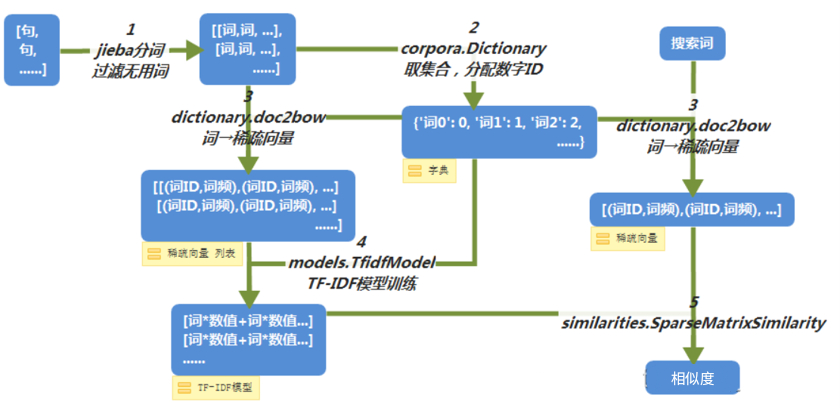 [句,
句,
......]
1
jieba分词
过滤无用词
[[词,词, ...],
[词,词, ...],
......]
2
corpora.Dictionary
取集合，分配数字ID
搜索词
3
dictionary.doc2bow
词→稀疏向量
{'词0': 0, '词1': 1, '词2': 2,
......}
字典
3
dictionary.doc2bow
词→稀疏向量
[[(词ID,词频),(词ID,词频), ...]
[(词ID,词频),(词ID,词频), ...]
......]
稀疏向量 列表
[(词ID,词频),(词ID,词频), ...]
稀疏向量
4
models.TfidfModel
TF-IDF模型训练
[词*数值+词*数值...]
[词*数值+词*数值...]
......
TF-IDF模型
5
similarities.SparseMatrixSimilarity
相似度